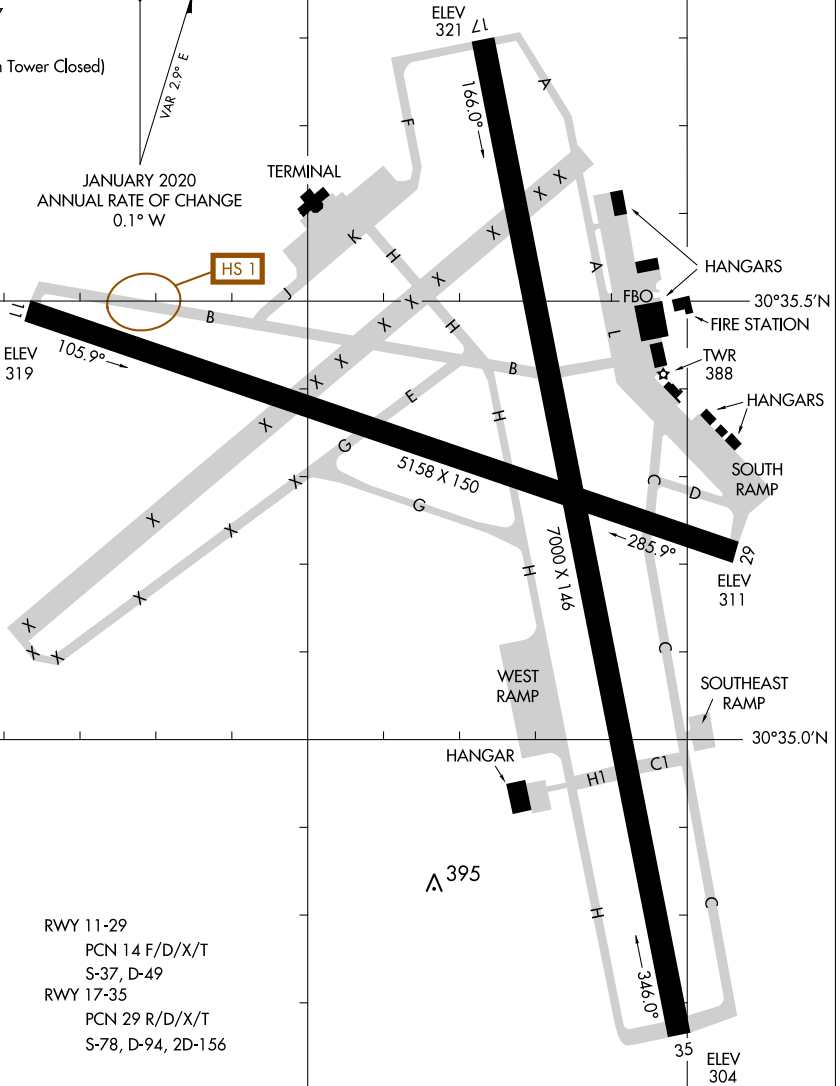 ELEV
321
17
n Tower Closed)
VAR 2.9° E
166.0°
A
F
JANUARY 2020
ANNUAL RATE OF CHANGE
0.1° W
TERMINAL
X X
X
K
H
A
HANGARS
HS 1
X
J
X
FBO
30°35.5'N
11
B
X
H
L
FIRE STATION
ELEV
319
105.9°
X
X
B
TWR
388
E
H
HANGARS
X
G
5158 X 150
SOUTH
RAMP
X
C
D
G
X
X
7000 X 146
285.9°
29
H
ELEV
311
X
X
X
X
C
WEST
RAMP
SOUTHEAST
RAMP
30°35.0'N
HANGAR
H1
C1
395
H
C
RWY 11-29
PCN 14 F/D/X/T
S-37, D-49
RWY 17-35
PCN 29 R/D/X/T
S-78, D-94, 2D-156
346.0°
35
ELEV
304